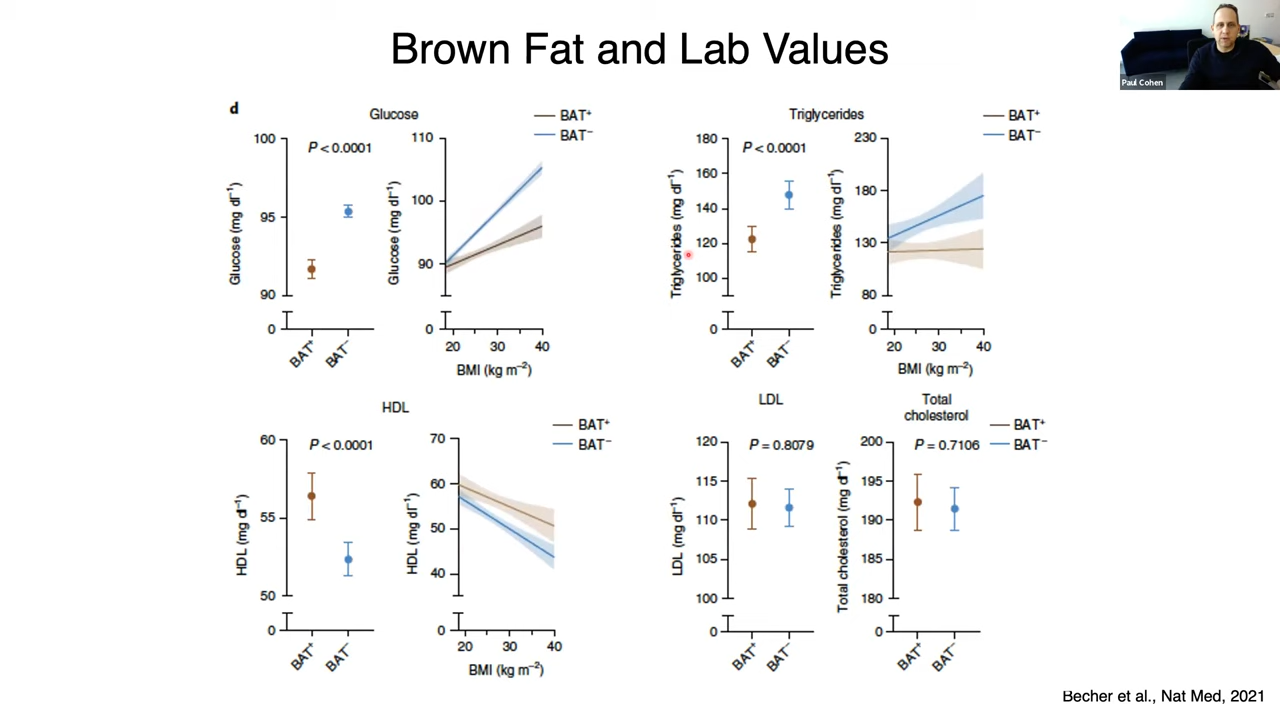 Brown Fat and Lab Values
Paul Cohen
d
Glucose
BAT⁺
BAT⁻
100
95
90
0
Glucose (mg dl⁻¹)
P < 0.0001
BAT⁺
BAT⁻
110
100
90
0
Glucose (mg dl⁻¹)
20 30 40
BMI (kg m⁻²)
Triglycerides
BAT⁺
BAT⁻
180
160
140
120
100
0
Triglycerides (mg dl⁻¹)
P < 0.0001
BAT⁺
BAT⁻
230
180
130
80
0
Triglycerides (mg dl⁻¹)
20 30 40
BMI (kg m⁻²)
HDL
BAT⁺
BAT⁻
60
55
50
0
HDL (mg dl⁻¹)
P < 0.0001
BAT⁺
BAT⁻
70
60
50
40
0
HDL (mg dl⁻¹)
20 30 40
BMI (kg m⁻²)
LDL
120
115
110
105
100
0
LDL (mg dl⁻¹)
P = 0.8079
BAT⁺
BAT⁻
Total
cholesterol
BAT⁺
BAT⁻
200
195
190
185
180
0
Total cholesterol (mg dl⁻¹)
P = 0.7106
BAT⁺
BAT⁻
Becher et al., Nat Med, 2021